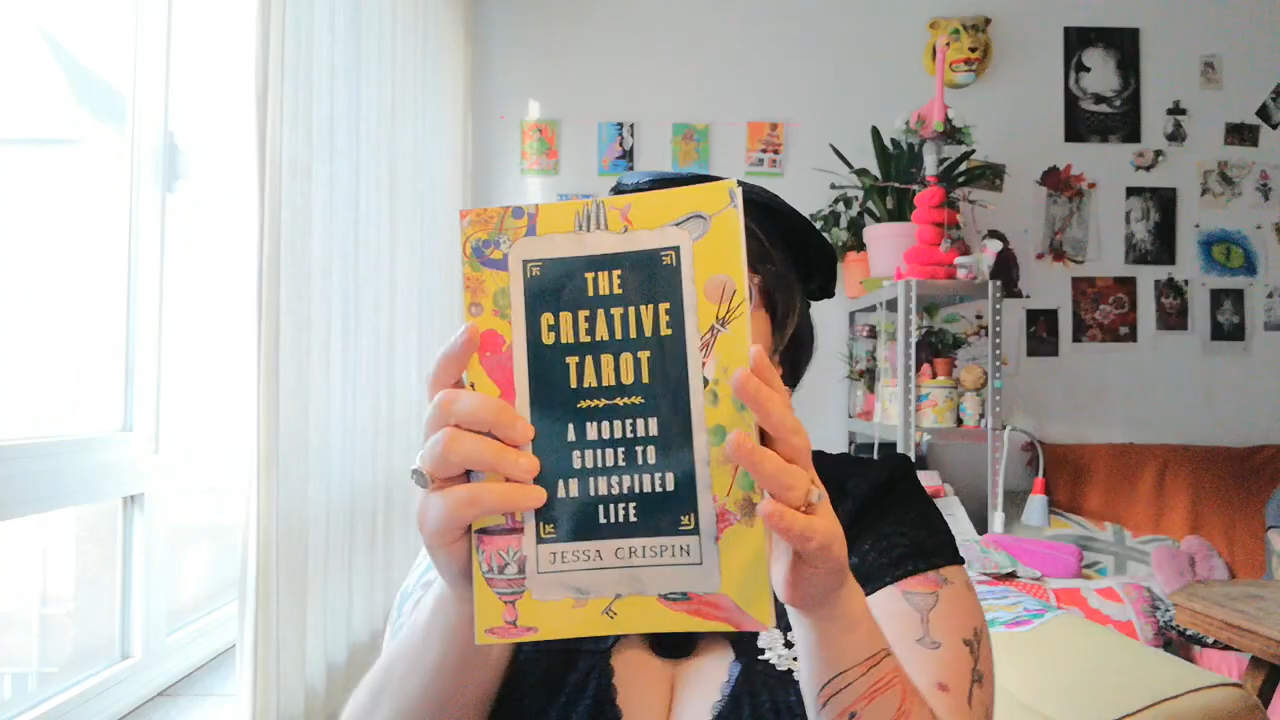 THE
CREATIVE
TAROT
A MODERN
GUIDE TO
AN INSPIRED
LIFE
JESSA CRISPIN